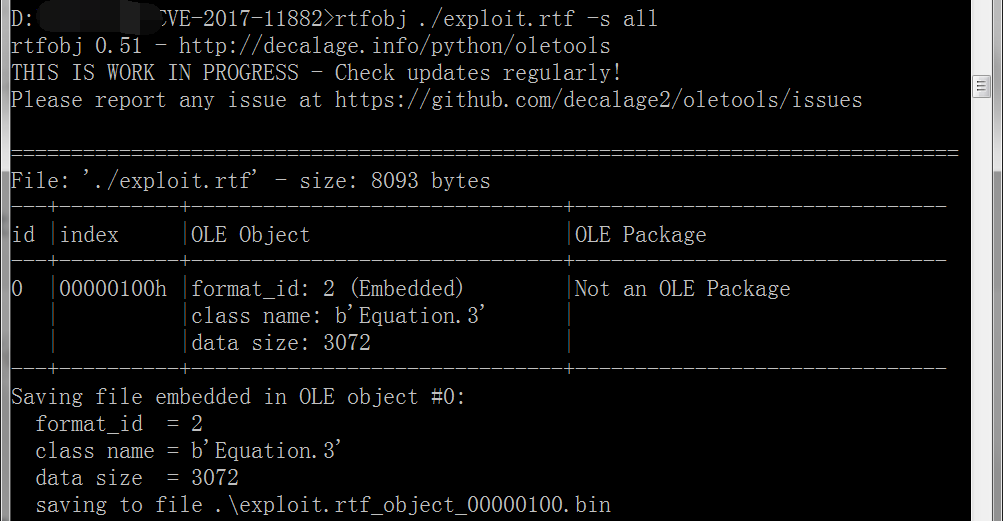 D: CVE-2017-11882>rtfobj ./exploit.rtf -s all
rtfobj 0.51 - http://decalage.info/python/oletools
THIS IS WORK IN PROGRESS - Check updates regularly!
Please report any issue at https://github.com/decalage2/oletools/issues
===============================================================================
File: './exploit.rtf' - size: 8093 bytes
---+----------+-------------------------------+-------------------------------
id |index     |OLE Object                     |OLE Package
---+----------+-------------------------------+-------------------------------
0  |00000100h |format_id: 2 (Embedded)        |Not an OLE Package
   |          |class name: b'Equation.3'      |
   |          |data size: 3072                |
---+----------+-------------------------------+-------------------------------
Saving file embedded in OLE object #0:
  format_id  = 2
  class name = b'Equation.3'
  data size  = 3072
  saving to file .\exploit.rtf_object_00000100.bin